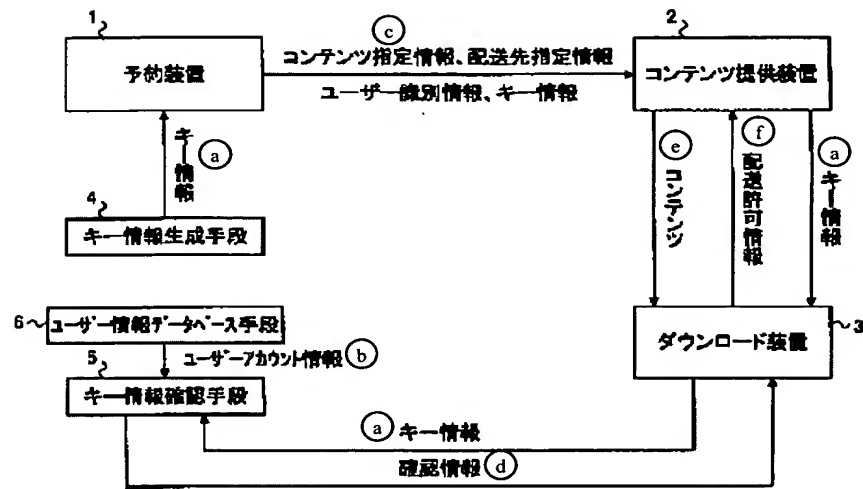 1
予約装置
c
コンテンツ指定情報、配送先指定情報
ユーザー識別情報、キー情報
2
コンテンツ提供装置
キー情報
a
e
コンテンツ
f
配送許可情報
a
キー情報
4
キー情報生成手段
6
ユーザー情報データベース手段
ユーザーアカウント情報
b
5
キー情報確認手段
ダウンロード装置
3
a
キー情報
確認情報
d